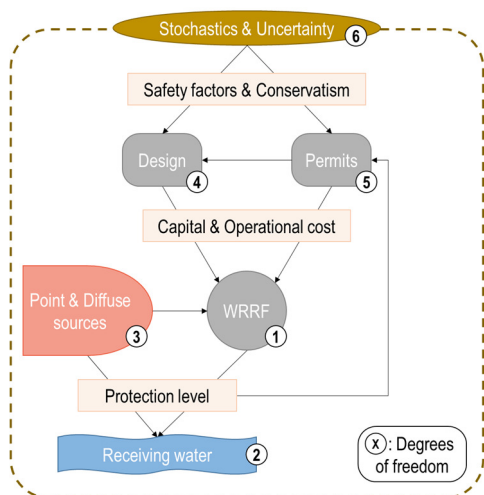 Stochastics & Uncertainty
6
Safety factors & Conservatism
Design
4
Permits
5
Capital & Operational cost
Point & Diffuse
sources
3
WRRF
1
Protection level
Receiving water
2
X : Degrees
of freedom